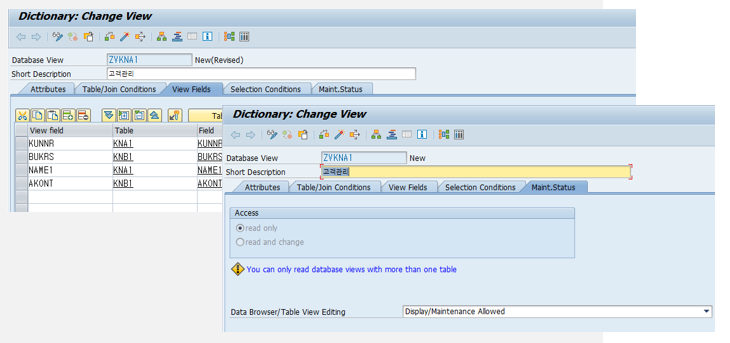 Dictionary: Change View
Database View ZVKNA1 New(Revised)
Short Description 고객관리
Attributes Table/Join Conditions View Fields Selection Conditions Maint.Status
View field Table Field
KUNNR KNA1 KUNNR
BUKRS KNB1 BUKRS
NAME1 KNA1 NAME1
AKONT KNB1 AKONT
Dictionary: Change View
Database View ZVKNA1 New
Short Description 고객관리
Attributes Table/Join Conditions View Fields Selection Conditions Maint.Status
Access
read only
read and change
You can only read database views with more than one table
Data Browser/Table View Editing Display/Maintenance Allowed